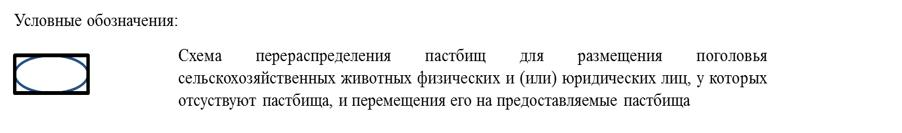 Условные обозначения:
Схема перераспределения пастбищ для размещения поголовья
сельскохозяйственных животных физических и (или) юридических лиц, у которых
отсуствуют пастбища, и перемещения его на предоставляемые пастбища